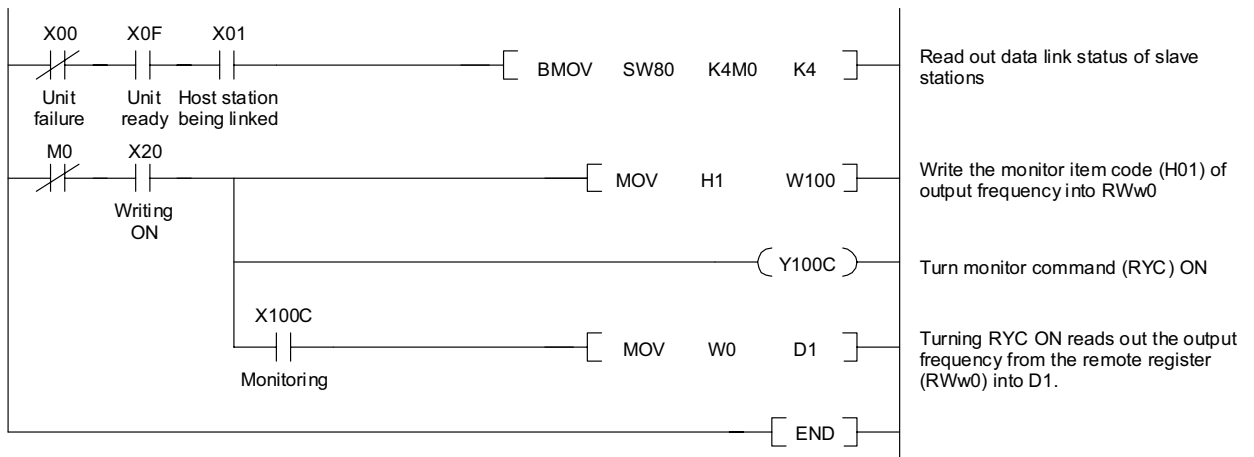 X00 X0F X01
BMOV SW80 K4M0 K4
Read out data link status of slave
stations
Unit Unit Host station
failure ready being linked
M0 X20
MOV H1 W100
Write the monitor item code (H01) of
output frequency into RWw0
Writing
ON
Y100C
Turn monitor command (RYC) ON
X100C
MOV W0 D1
Turning RYC ON reads out the output
frequency from the remote register
(RWw0) into D1.
Monitoring
END